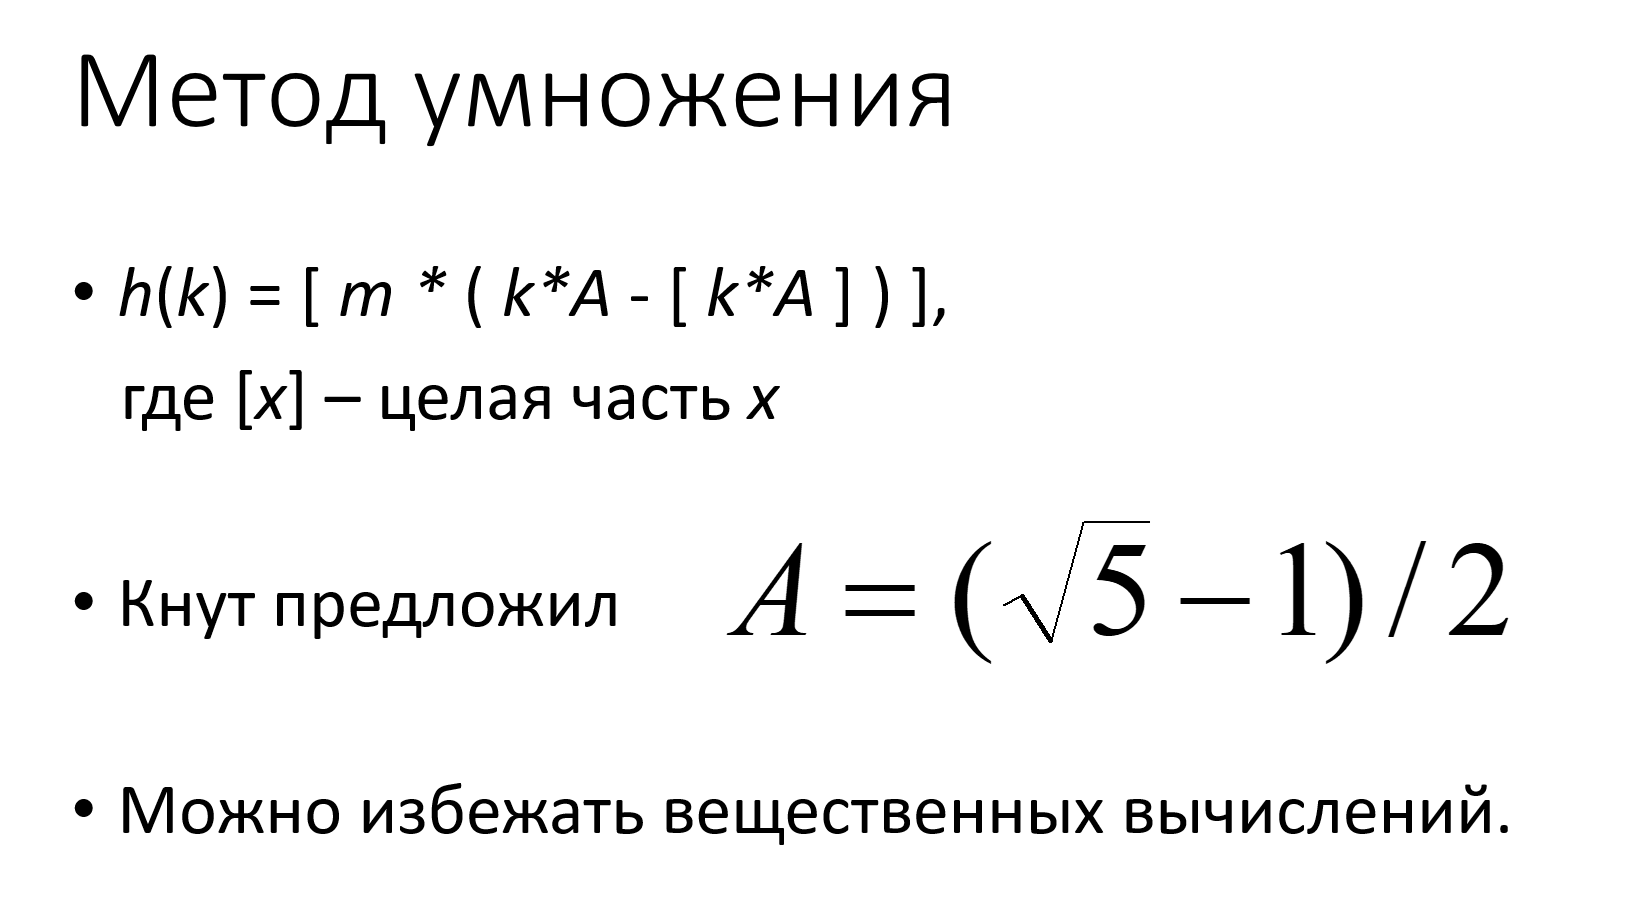 Метод умножения
• h(k) = [ m * ( k*A - [ k*A ] ) ],
где [x] – целая часть x
• Кнут предложил A = (√5 − 1) / 2
• Можно избежать вещественных вычислений.